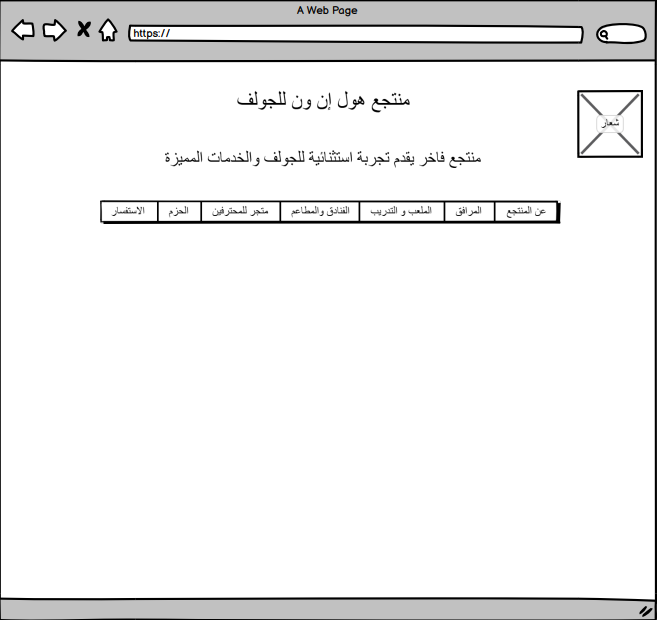 A Web Page
https://
منتجع هول إن ون للجولف
شعار
منتجع فاخر يقدم تجربة استثنائية للجولف والخدمات المميزة
عن المنتجع المرافق الملعب و التدريب الفنادق والمطاعم متجر للمحترفين الحزم الاستفسار